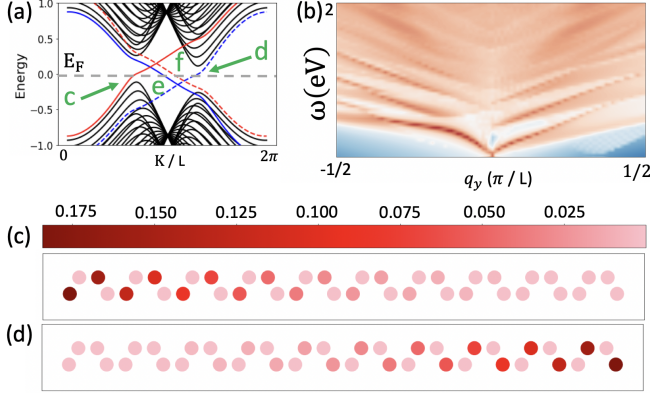 (a)
1.0
0.5
0.0
−0.5
−1.0
Energy
E_F
c
d
e
f
0
K / L
2π
(b)
2
ω(eV)
-1/2
q_y (π / L)
1/2
(c)
0.175 0.150 0.125 0.100 0.075 0.050 0.025
(d)